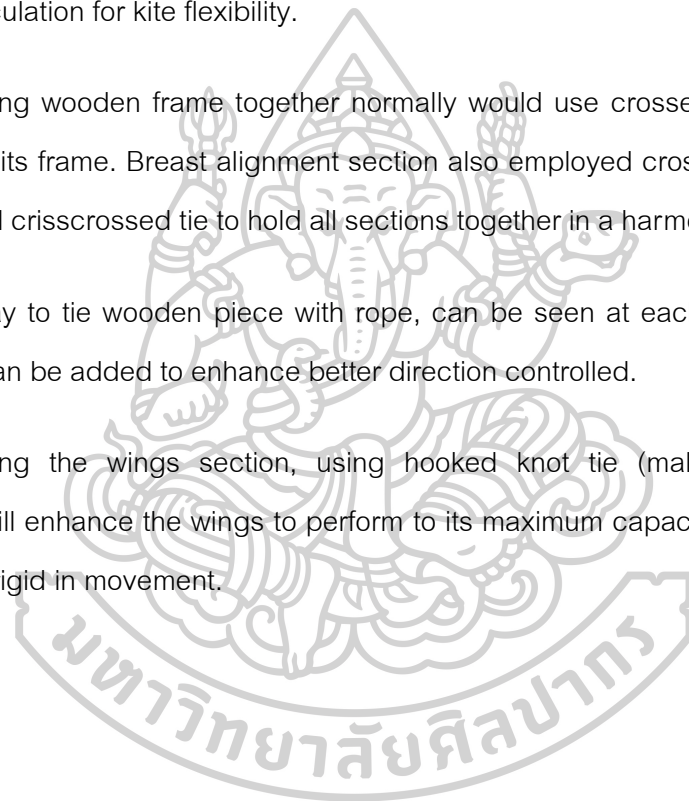 culation for kite flexibility.
ng wooden frame together normally would use crosse
its frame. Breast alignment section also employed cros
crisscrossed tie to hold all sections together in a harm
y to tie wooden piece with rope, can be seen at eac
an be added to enhance better direction controlled.
ng the wings section, using hooked knot tie (mal
ill enhance the wings to perform to its maximum capac
rigid in movement.
มหาวิทยาลัยศิลปากร